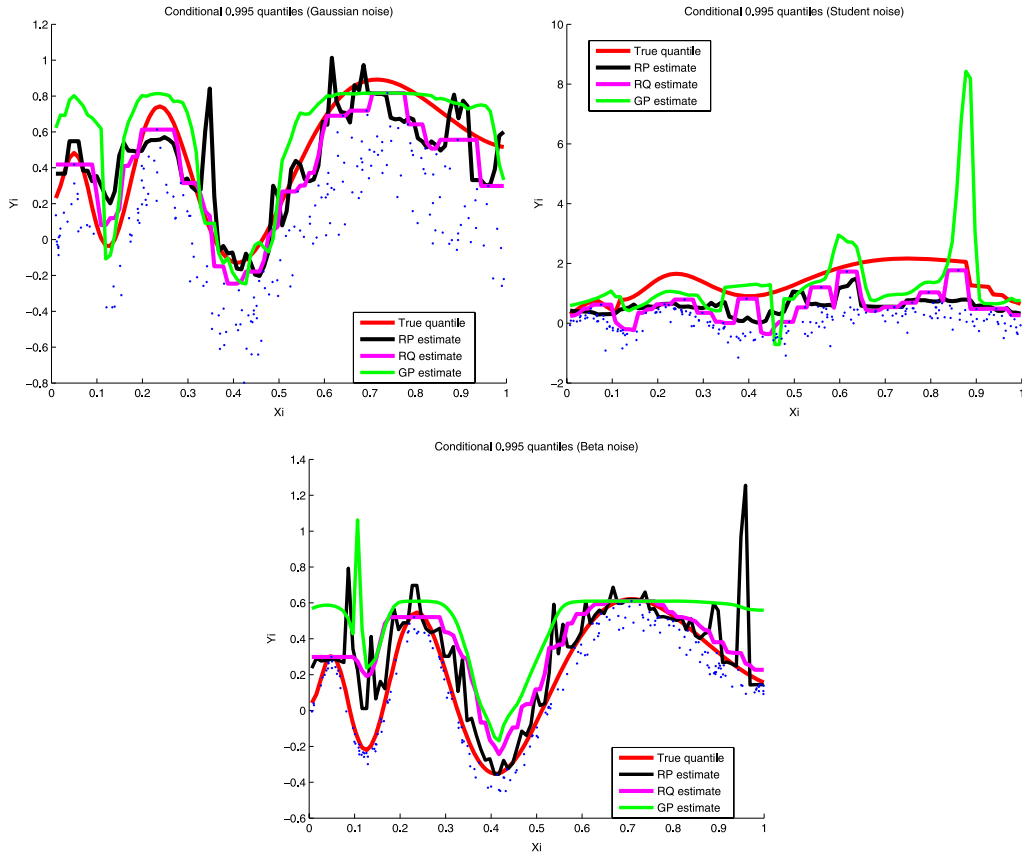 Conditional 0.995 quantiles (Gaussian noise)
1.2
1
0.8
0.6
0.4
0.2
0
−0.2
−0.4
−0.6
−0.8
Yi
0
0.1
0.2
0.3
0.4
0.5
0.6
0.7
0.8
0.9
1
Xi
True quantile
RP estimate
RQ estimate
GP estimate
Conditional 0.995 quantiles (Student noise)
10
8
6
4
2
0
−2
Yi
0
0.1
0.2
0.3
0.4
0.5
0.6
0.7
0.8
0.9
1
Xi
True quantile
RP estimate
RQ estimate
GP estimate
Conditional 0.995 quantiles (Beta noise)
1.4
1.2
1
0.8
0.6
0.4
0.2
0
−0.2
−0.4
−0.6
Yi
0
0.1
0.2
0.3
0.4
0.5
0.6
0.7
0.8
0.9
1
Xi
True quantile
RP estimate
RQ estimate
GP estimate